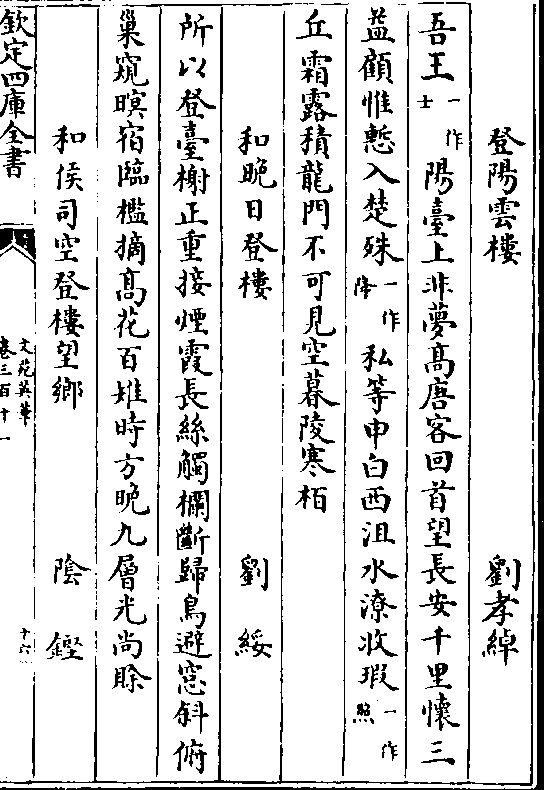 登陽雲樓　劉孝綽
吾王一作士陽臺上非夢高唐客回首望長安千里懷三
益顧惟慙入楚殊一作降私等申白西沮水潦收瑕一作照
丘霜露積龍門不可見空暮陵寒栢
和晚日登樓　劉綏
所以登臺榭正重接煙霞長絲觸欄斷歸鳥避窓斜俯
巢窺暝宿臨檻摘高花百雉時方晚九層光尚賖
和侯司空登樓望鄉　陰鏗
欽定四庫全書
文苑英華
卷三百十一
十六